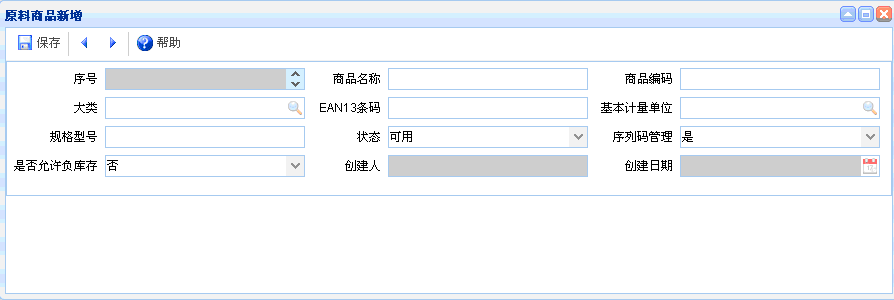 原料商品新增
保存 帮助
序号 商品名称 商品编码
大类 EAN13条码 基本计量单位
规格型号 状态 可用 序列码管理 是
是否允许负库存 否 创建人 创建日期